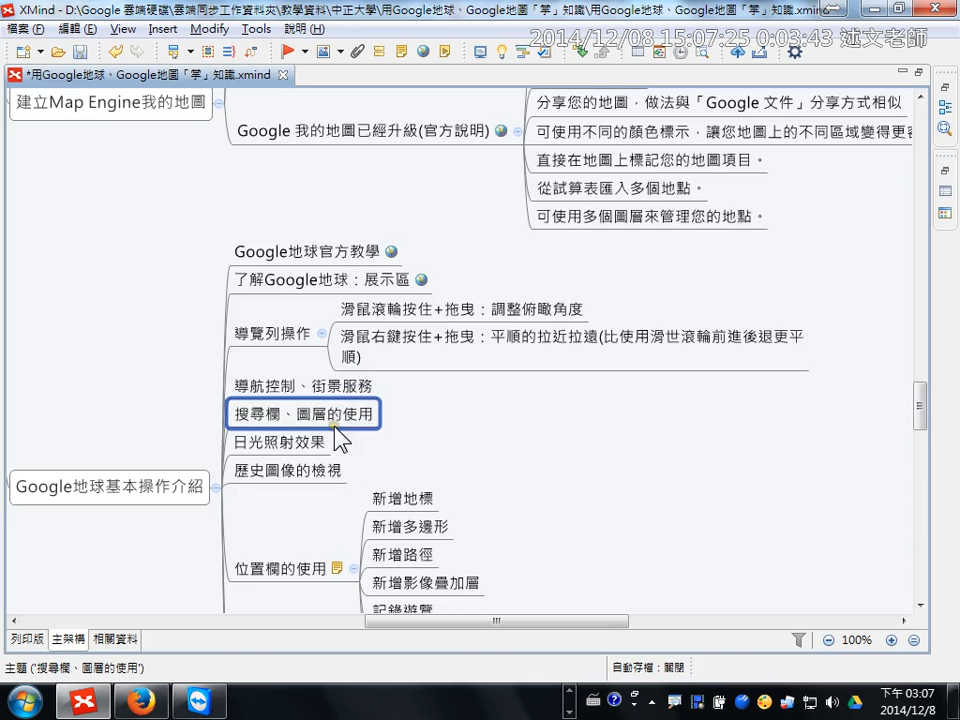 XMind - D:\Google 雲端硬碟\雲端同步工作資料夾\教學資料\中正大學\用Google地球、Google地圖「掌」知識\用Google地球、Google地圖「掌」知識.xmin
檔案(F) 編輯(E) View Insert Modify Tools 說明(H)
2014/12/08 15:07:25 0:03:43 述文老師
*用Google地球、Google地圖「掌」知識.xmind
建立Map Engine我的地圖
Google 我的地圖已經升級(官方說明)
分享您的地圖，做法與「Google 文件」分享方式相似
可使用不同的顏色標示，讓您地圖上的不同區域變得更容
直接在地圖上標記您的地圖項目。
從試算表匯入多個地點。
可使用多個圖層來管理您的地點。
Google地球官方教學
了解Google地球：展示區
導覽列操作
滑鼠滾輪按住+拖曳：調整俯瞰角度
滑鼠右鍵按住+拖曳：平順的拉近拉遠(比使用滑世滾輪前進後退更平
順)
導航控制、街景服務
搜尋欄、圖層的使用
日光照射效果
歷史圖像的檢視
Google地球基本操作介紹
位置欄的使用
新增地標
新增多邊形
新增路徑
新增影像疊加層
記錄遊覽
列印版 主架構 相關資料
100%
主題 ('搜尋欄、圖層的使用')
自動存檔：關閉
下午 03:07
2014/12/8